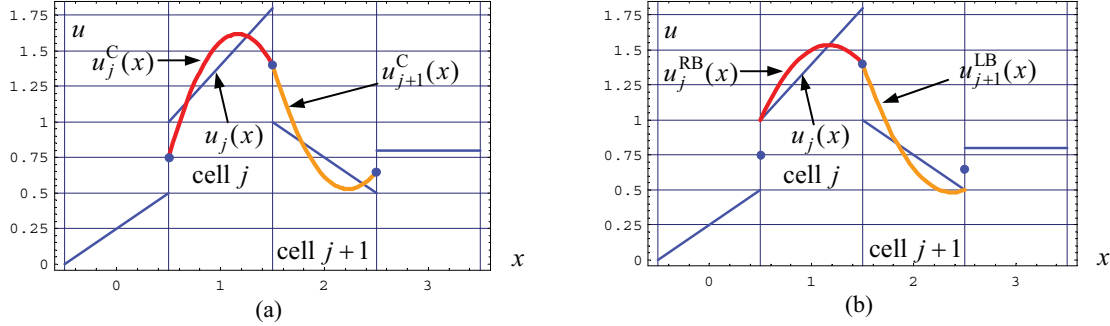 1.75
u
1.5
u_j^C(x)
u_{j+1}^C(x)
1.25
1
u_j(x)
0.75
cell j
0.5
0.25
cell j+1
0
x
0 1 2 3
(a)
1.75
u
1.5
u_j^{RB}(x)
u_{j+1}^{LB}(x)
1.25
1
u_j(x)
0.75
cell j
0.5
0.25
cell j+1
0
x
0 1 2 3
(b)